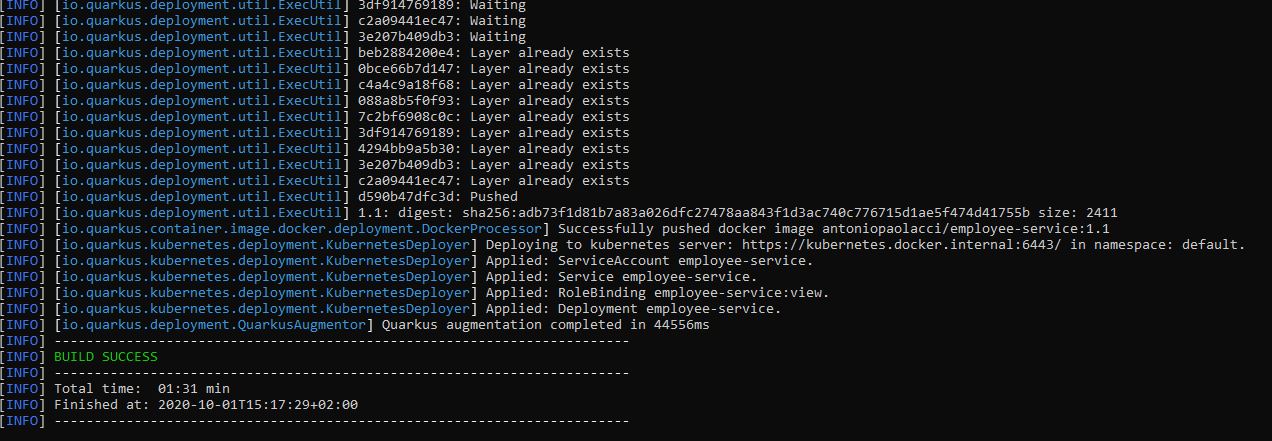 [INFO] [io.quarkus.deployment.util.ExecUtil] 3df914769189: Waiting
[INFO] [io.quarkus.deployment.util.ExecUtil] c2a09441ec47: Waiting
[INFO] [io.quarkus.deployment.util.ExecUtil] 3e207b409db3: Waiting
[INFO] [io.quarkus.deployment.util.ExecUtil] beb2884200e4: Layer already exists
[INFO] [io.quarkus.deployment.util.ExecUtil] 0bce66b7d147: Layer already exists
[INFO] [io.quarkus.deployment.util.ExecUtil] c4a4c9a18f68: Layer already exists
[INFO] [io.quarkus.deployment.util.ExecUtil] 088a8b5f0f93: Layer already exists
[INFO] [io.quarkus.deployment.util.ExecUtil] 7c2bf6908c0c: Layer already exists
[INFO] [io.quarkus.deployment.util.ExecUtil] 3df914769189: Layer already exists
[INFO] [io.quarkus.deployment.util.ExecUtil] 4294bb9a5b30: Layer already exists
[INFO] [io.quarkus.deployment.util.ExecUtil] 3e207b409db3: Layer already exists
[INFO] [io.quarkus.deployment.util.ExecUtil] c2a09441ec47: Layer already exists
[INFO] [io.quarkus.deployment.util.ExecUtil] d590b47dfc3d: Pushed
[INFO] [io.quarkus.deployment.util.ExecUtil] 1.1: digest: sha256:adb73f1d81b7a83a026dfc27478aa843f1d3ac740c776715d1ae5f474d41755b size: 2411
[INFO] [io.quarkus.container.image.docker.deployment.DockerProcessor] Successfully pushed docker image antoniopaolacci/employee-service:1.1
[INFO] [io.quarkus.kubernetes.deployment.KubernetesDeployer] Deploying to kubernetes server: https://kubernetes.docker.internal:6443/ in namespace: default.
[INFO] [io.quarkus.kubernetes.deployment.KubernetesDeployer] Applied: ServiceAccount employee-service.
[INFO] [io.quarkus.kubernetes.deployment.KubernetesDeployer] Applied: Service employee-service.
[INFO] [io.quarkus.kubernetes.deployment.KubernetesDeployer] Applied: RoleBinding employee-service:view.
[INFO] [io.quarkus.kubernetes.deployment.KubernetesDeployer] Applied: Deployment employee-service.
[INFO] [io.quarkus.deployment.QuarkusAugmentor] Quarkus augmentation completed in 44556ms
[INFO] ------------------------------------------------------------------------
[INFO] BUILD SUCCESS
[INFO] ------------------------------------------------------------------------
[INFO] Total time:  01:31 min
[INFO] Finished at: 2020-10-01T15:17:29+02:00
[INFO] ------------------------------------------------------------------------